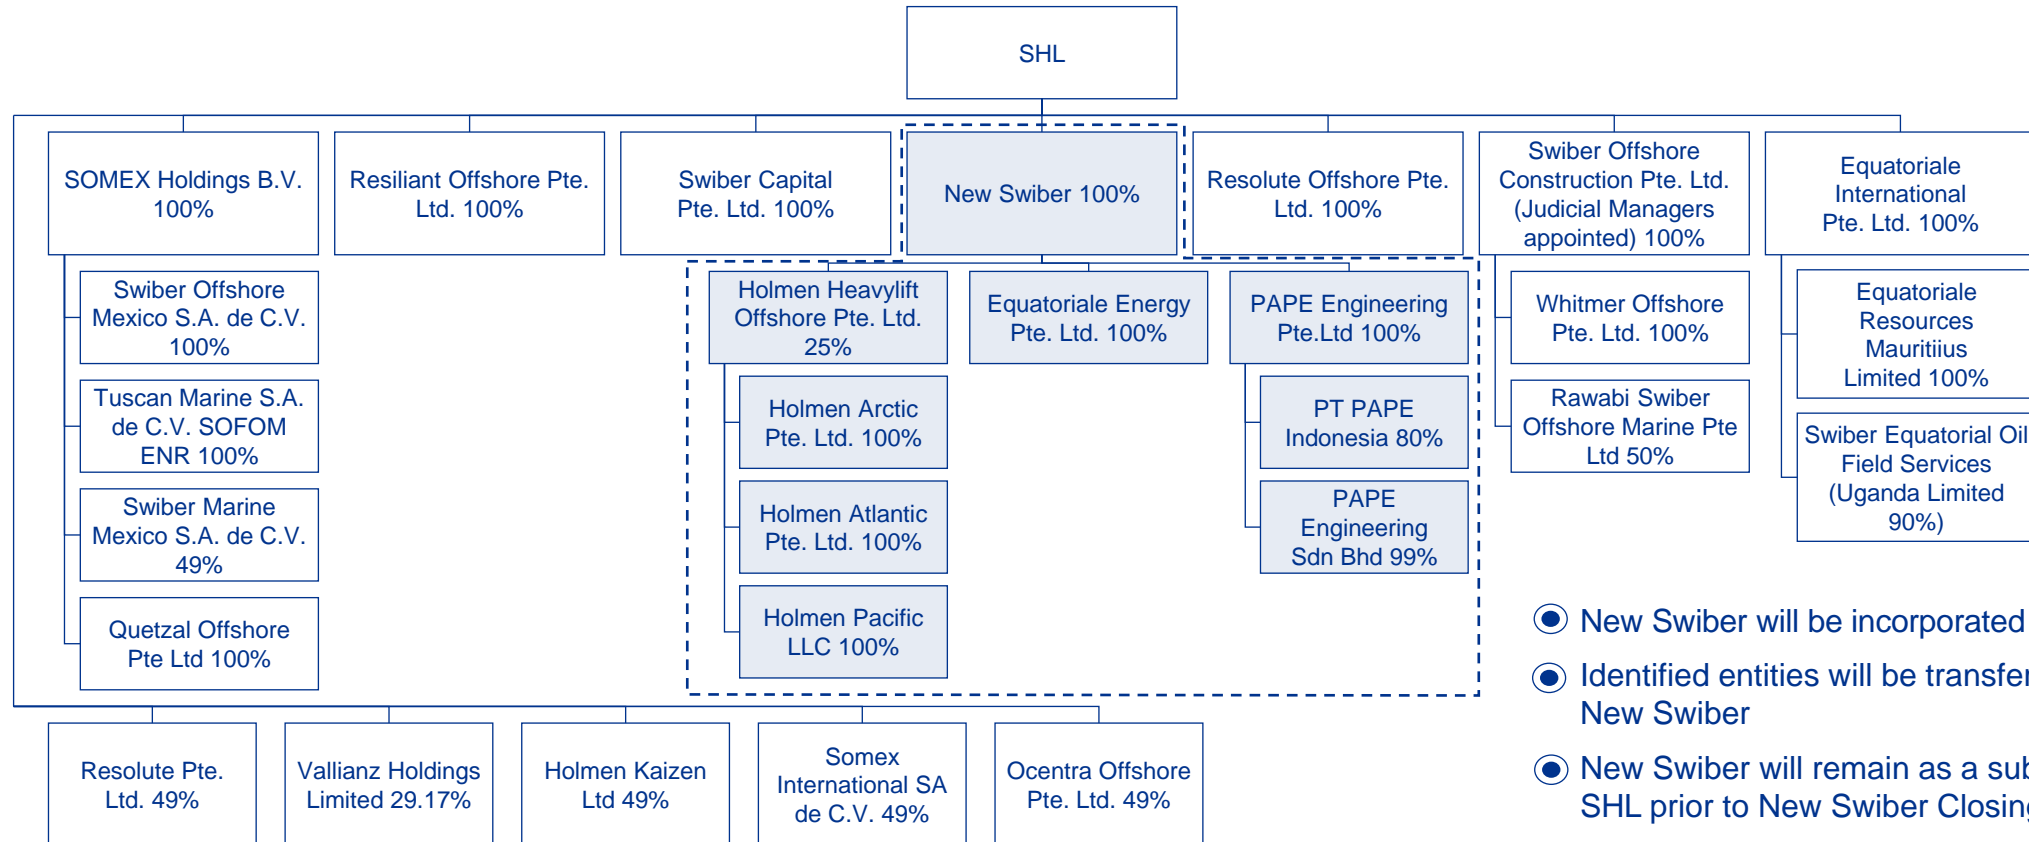 SHL
SOMEX Holdings B.V.
100%
Resiliant Offshore Pte.
Ltd. 100%
Swiber Capital
Pte. Ltd. 100%
New Swiber 100%
Resolute Offshore Pte.
Ltd. 100%
Swiber Offshore
Construction Pte. Ltd.
(Judicial Managers
appointed) 100%
Equatoriale
International
Pte. Ltd. 100%
Swiber Offshore
Mexico S.A. de C.V.
100%
Tuscan Marine S.A.
de C.V. SOFOM
ENR 100%
Swiber Marine
Mexico S.A. de C.V.
49%
Quetzal Offshore
Pte Ltd 100%
Holmen Heavylift
Offshore Pte. Ltd.
25%
Holmen Arctic
Pte. Ltd. 100%
Holmen Atlantic
Pte. Ltd. 100%
Holmen Pacific
LLC 100%
Equatoriale Energy
Pte. Ltd. 100%
PAPE Engineering
Pte.Ltd 100%
PT PAPE
Indonesia 80%
PAPE
Engineering
Sdn Bhd 99%
Whitmer Offshore
Pte. Ltd. 100%
Rawabi Swiber
Offshore Marine Pte
Ltd 50%
Equatoriale
Resources
Mauritiius
Limited 100%
Swiber Equatorial Oil
Field Services
(Uganda Limited
90%)
New Swiber will be incorporated
Identified entities will be transfer
New Swiber
New Swiber will remain as a sub
SHL prior to New Swiber Closing
Resolute Pte.
Ltd. 49%
Vallianz Holdings
Limited 29.17%
Holmen Kaizen
Ltd 49%
Somex
International SA
de C.V. 49%
Ocentra Offshore
Pte. Ltd. 49%